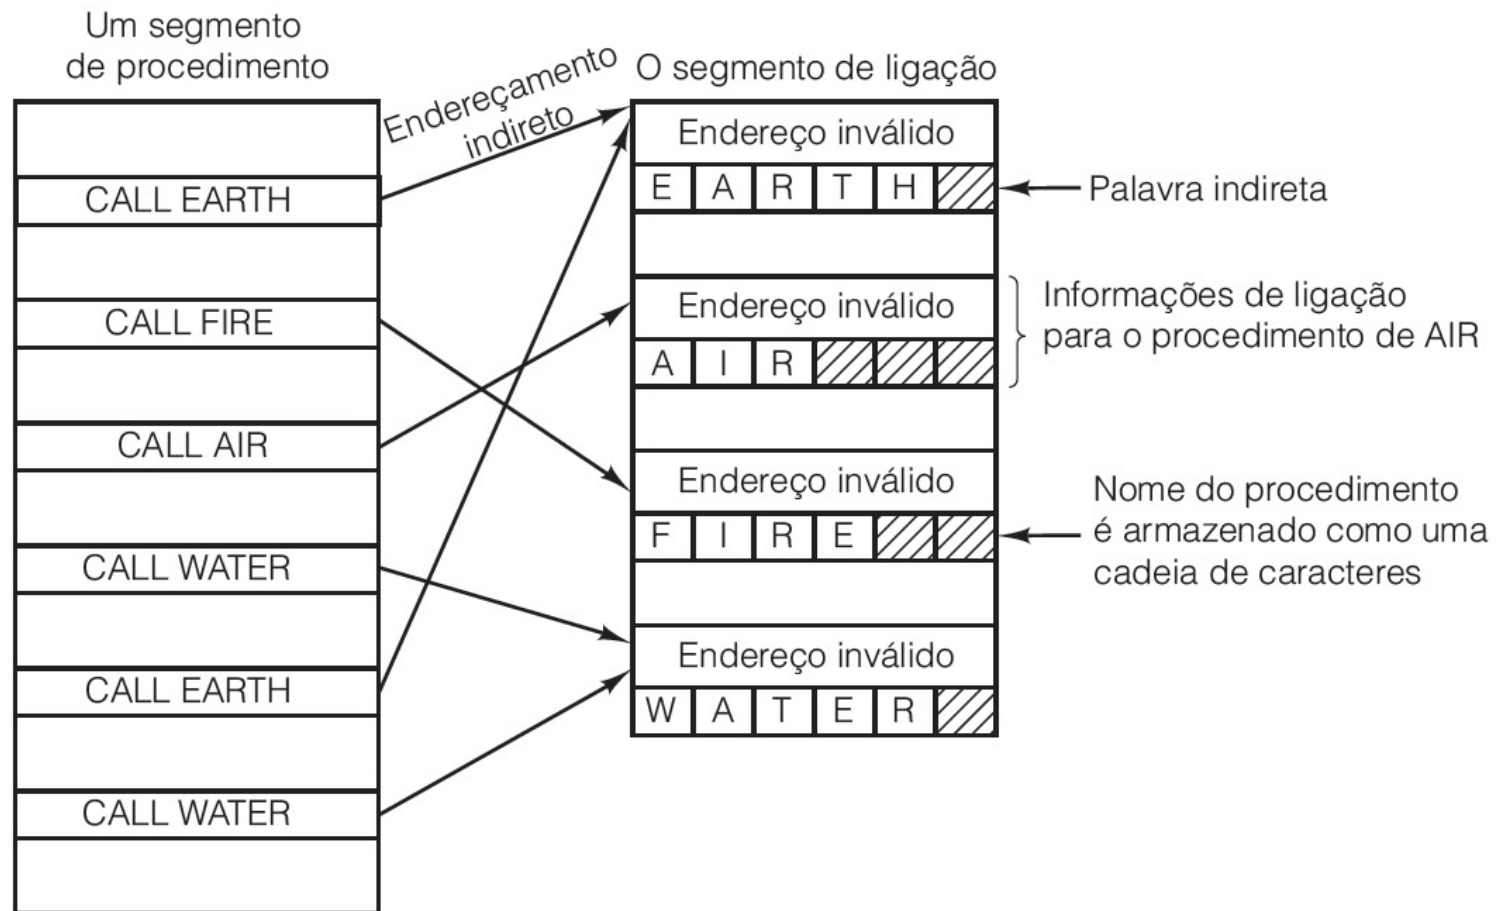 Um segmento
de procedimento
CALL EARTH
CALL FIRE
CALL AIR
CALL WATER
CALL EARTH
CALL WATER
Endereçamento
indireto
O segmento de ligação
Endereço inválido
E A R T H
Endereço inválido
A I R
Endereço inválido
F I R E
Endereço inválido
W A T E R
Palavra indireta
Informações de ligação
para o procedimento de AIR
Nome do procedimento
é armazenado como uma
cadeia de caracteres